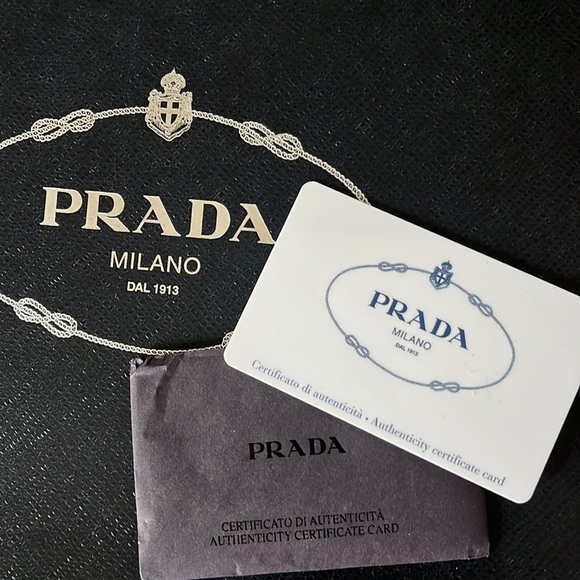 PRADA
MILANO
DAL 1913
PRADA
MILANO
DAL 1913
Certificato di autenticità • Authenticity certificate card
PRADA
CERTIFICATO DI AUTENTICITÀ
AUTHENTICITY CERTIFICATE CARD